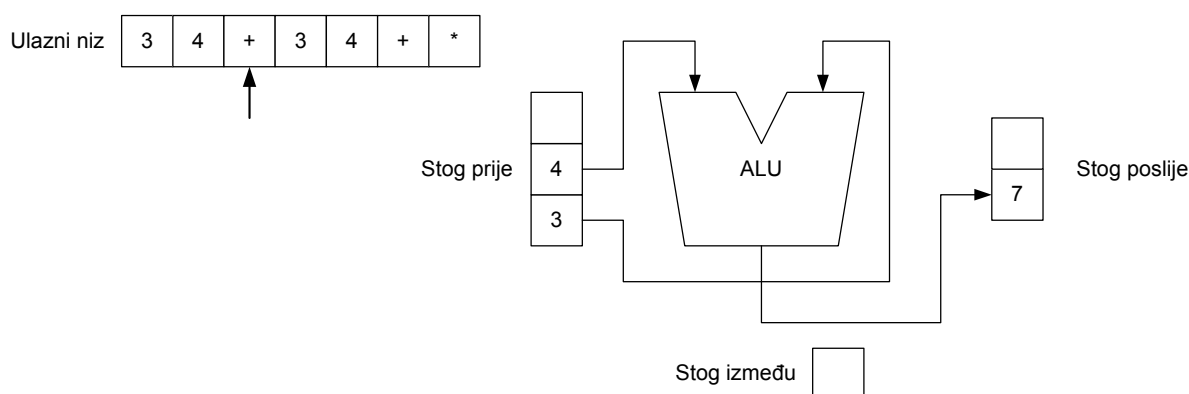 Ulazni niz 3 4 + 3 4 + *
Stog prije 4
3
ALU
7 Stog poslije
Stog između